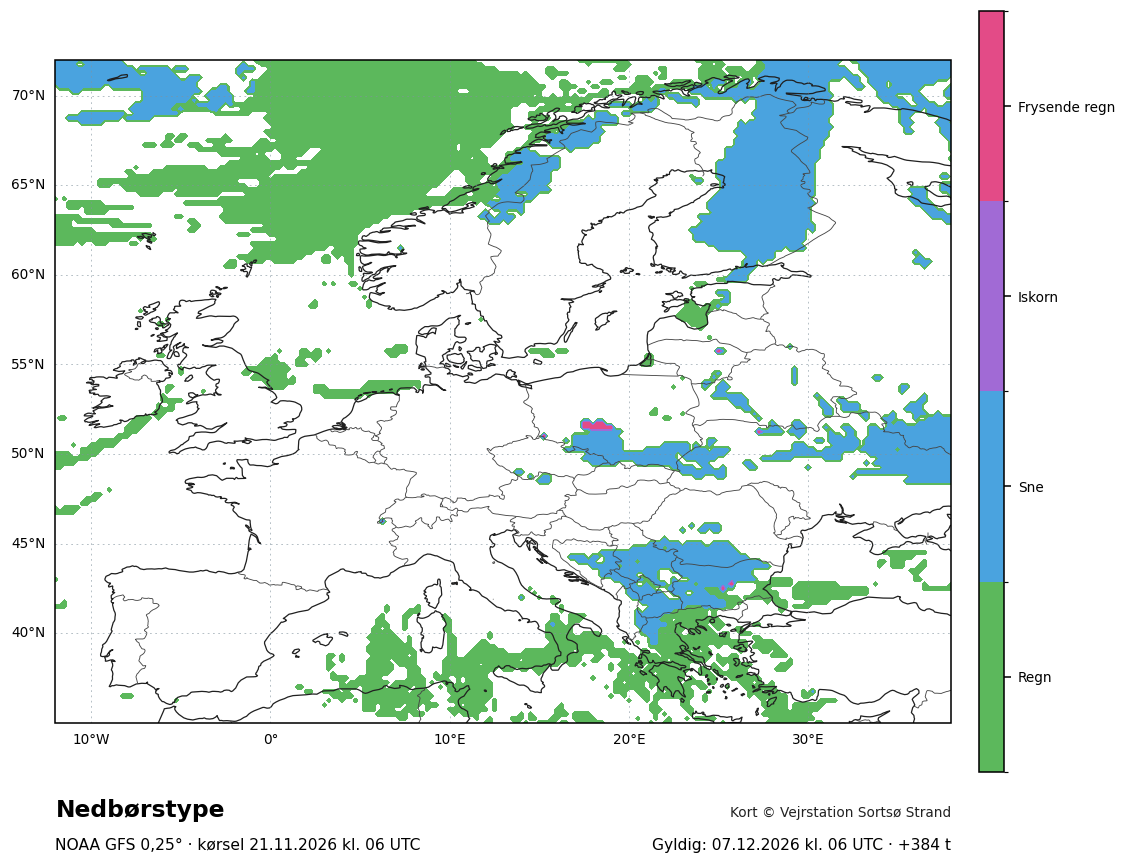 70°N
65°N
60°N
55°N
50°N
45°N
40°N
10°W
0°
10°E
20°E
30°E
Frysende regn
Iskorn
Sne
Regn
Nedbørstype
Kort © Vejrstation Sortsø Strand
NOAA GFS 0,25° · kørsel 21.11.2026 kl. 06 UTC
Gyldig: 07.12.2026 kl. 06 UTC · +384 t